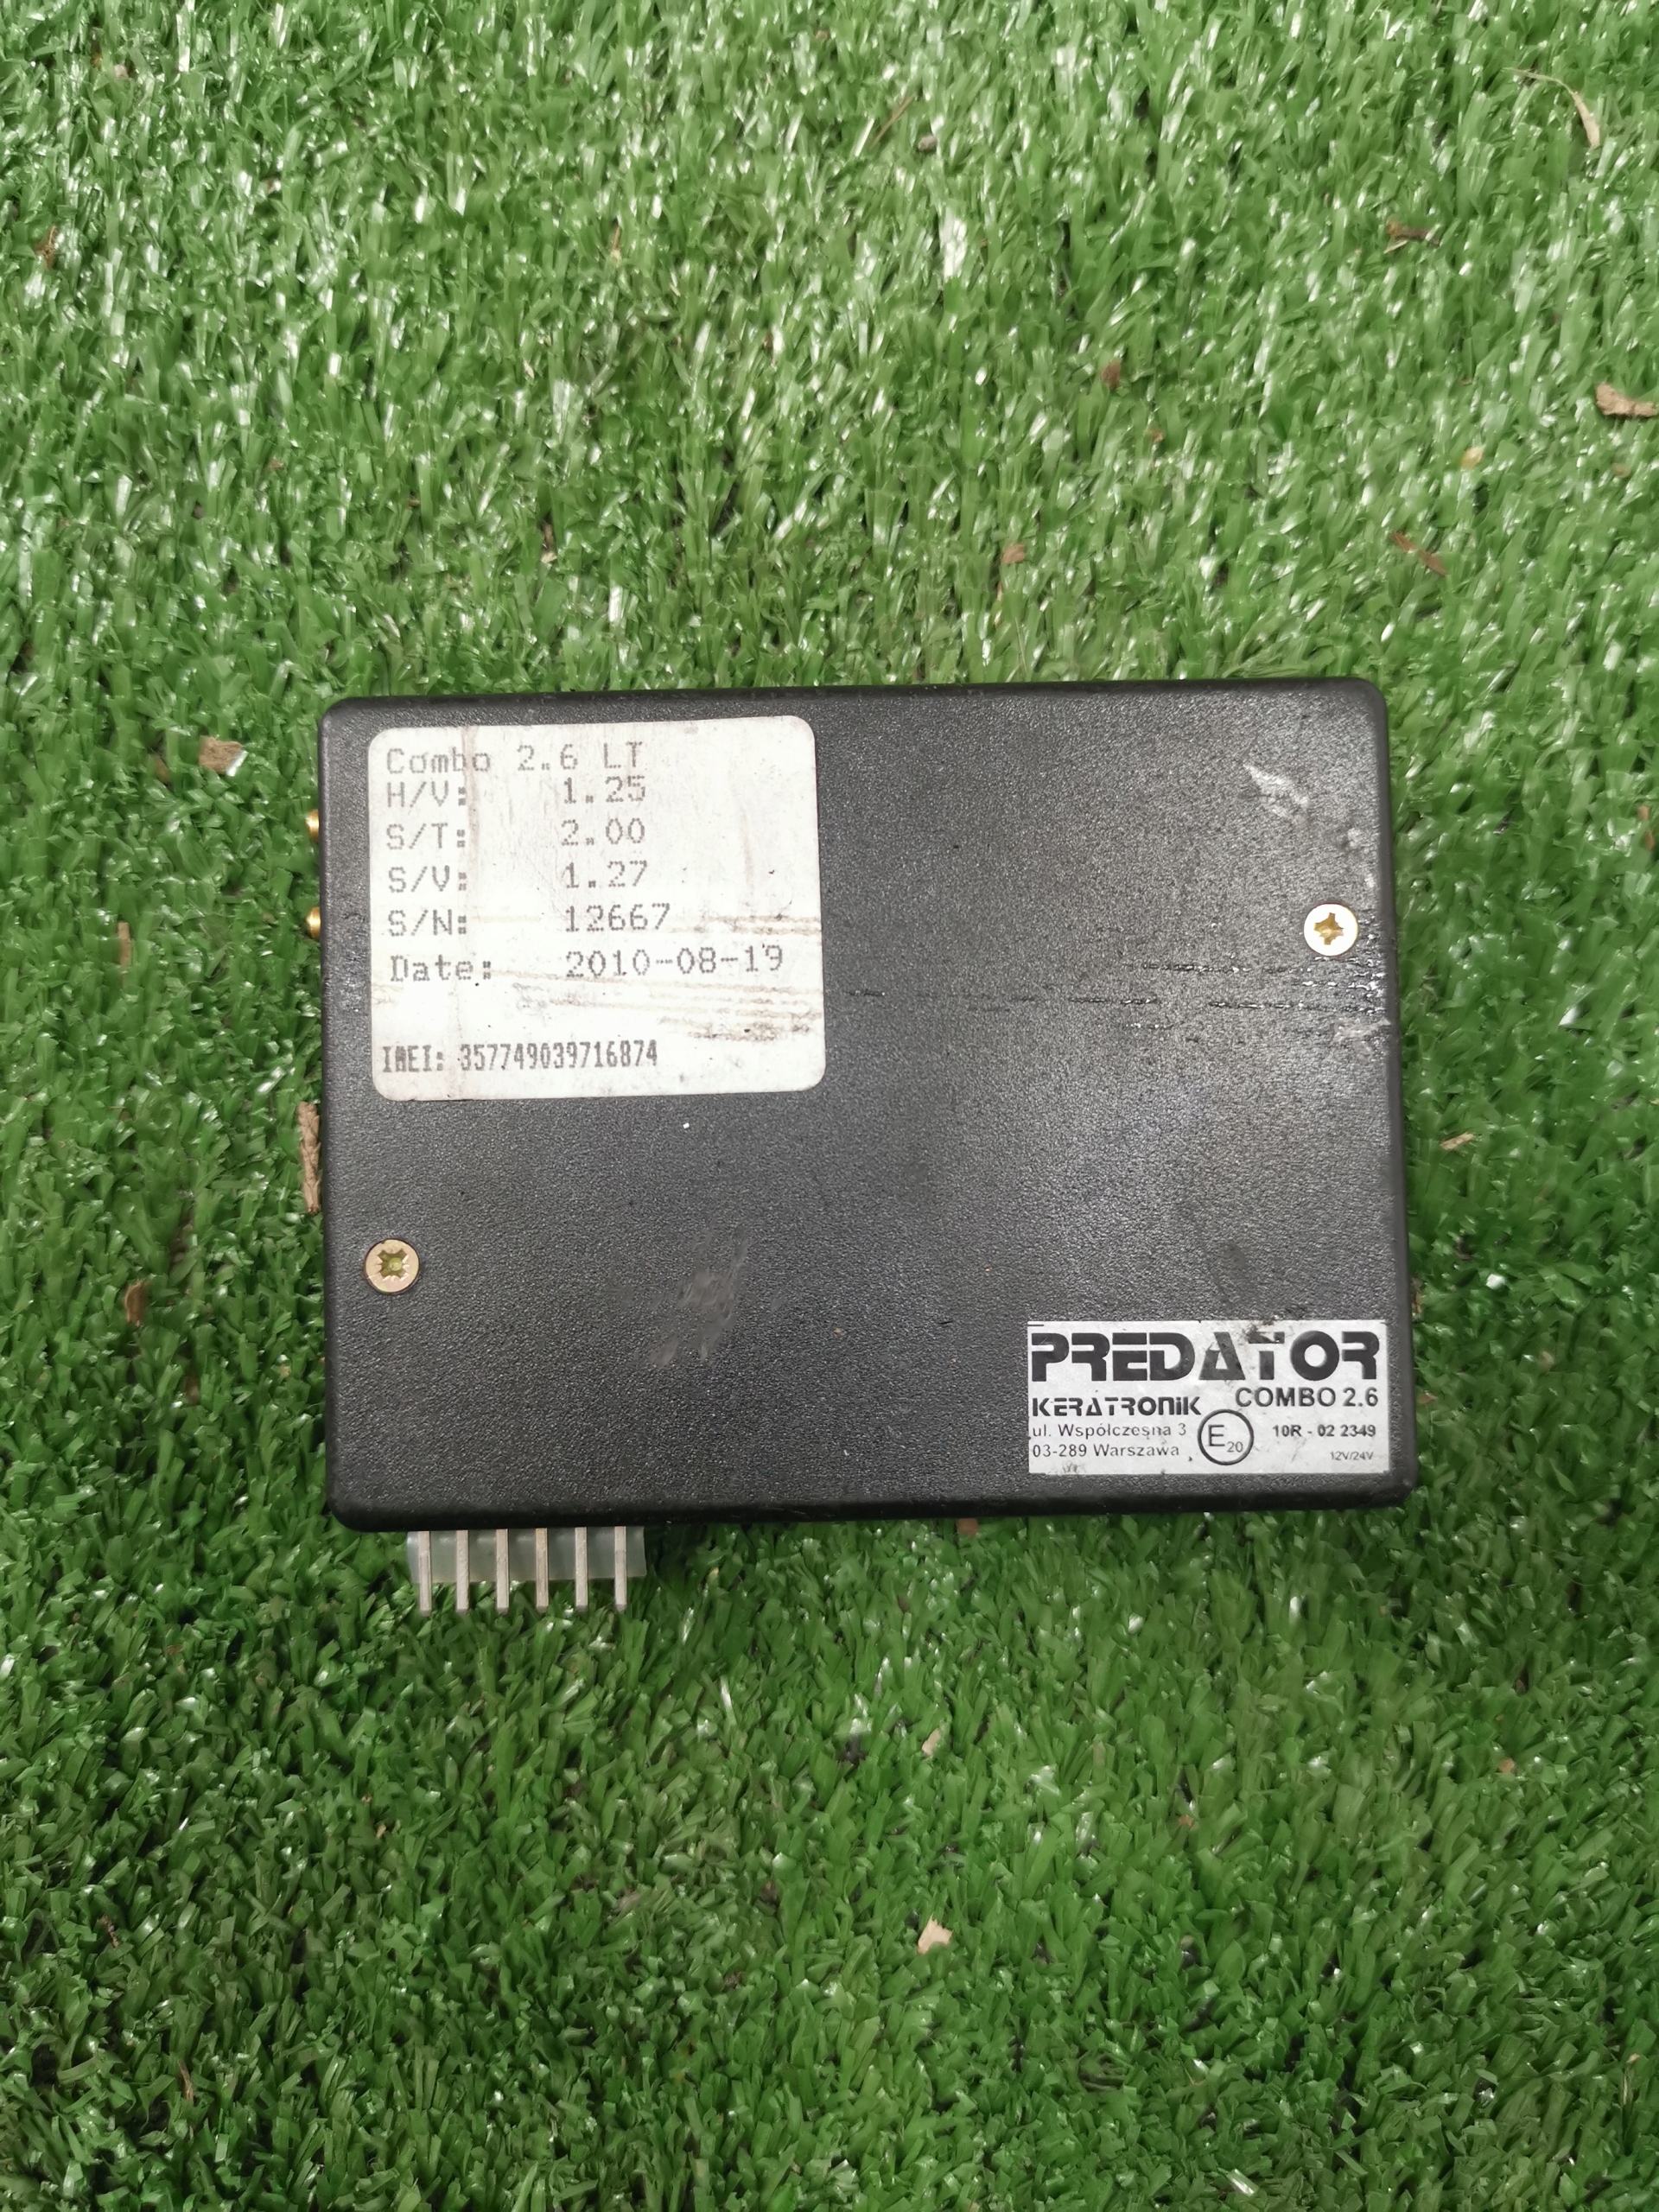 Combo 2.6 LT
H/V: 1.25
S/T: 2.00
S/V: 1.27
S/N: 12667
Date: 2010-08-19
IMEI: 357749039716874
PREDATOR
KERATRONIK COMBO 2.6
ul. Współczesna 3
03-289 Warszawa
E20
10R - 02 2349
12V/24V